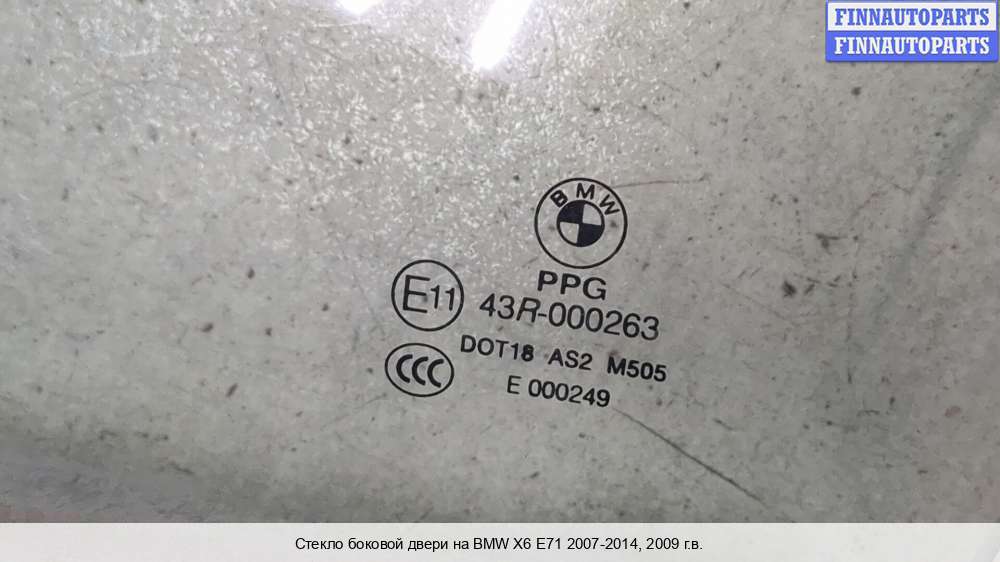 FINNAUTOPARTS
FINNAUTOPARTS
BMW
PPG
E11 43R-000263
DOT18 AS2 M505
CCC E 000249
Стекло боковой двери на BMW X6 E71 2007-2014, 2009 г.в.